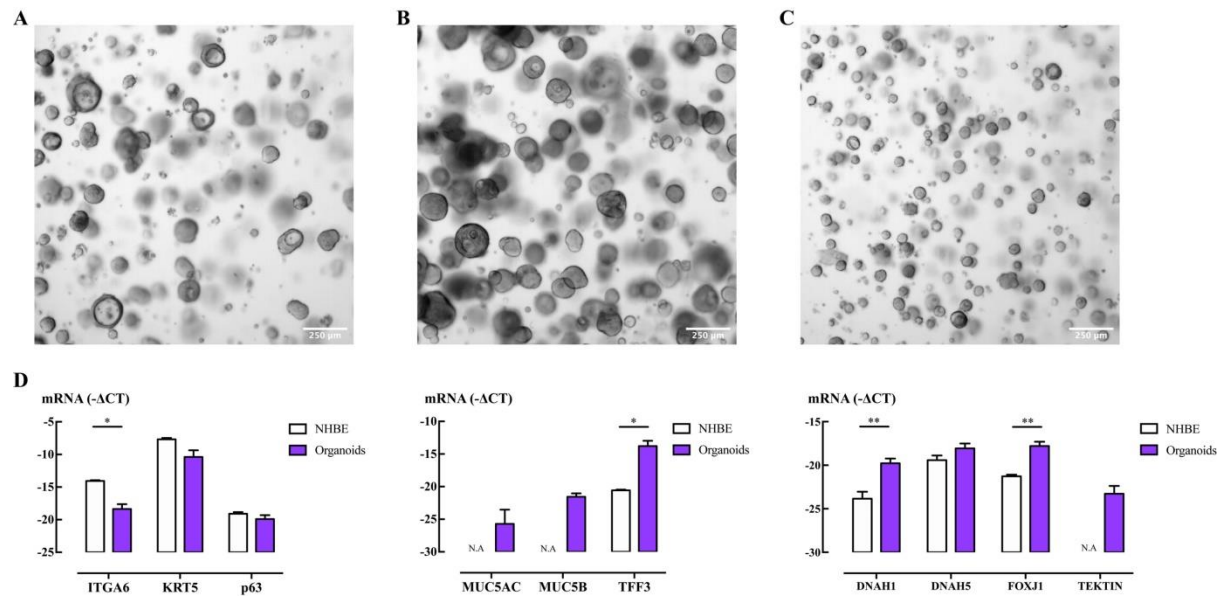 A
B
C
250 µm
250 µm
250 µm
D
mRNA (-ΔCT)
-5
-10
-15
-20
-25
*
NHBE
Organoids
ITGA6 KRT5 p63
mRNA (-ΔCT)
-10
-15
-20
-25
-30
*
NHBE
Organoids
N.A
N.A
MUC5AC MUC5B TFF3
mRNA (-ΔCT)
-15
-20
-25
-30
**
**
NHBE
Organoids
N.A
DNAH1 DNAH5 FOXJ1 TEKTIN